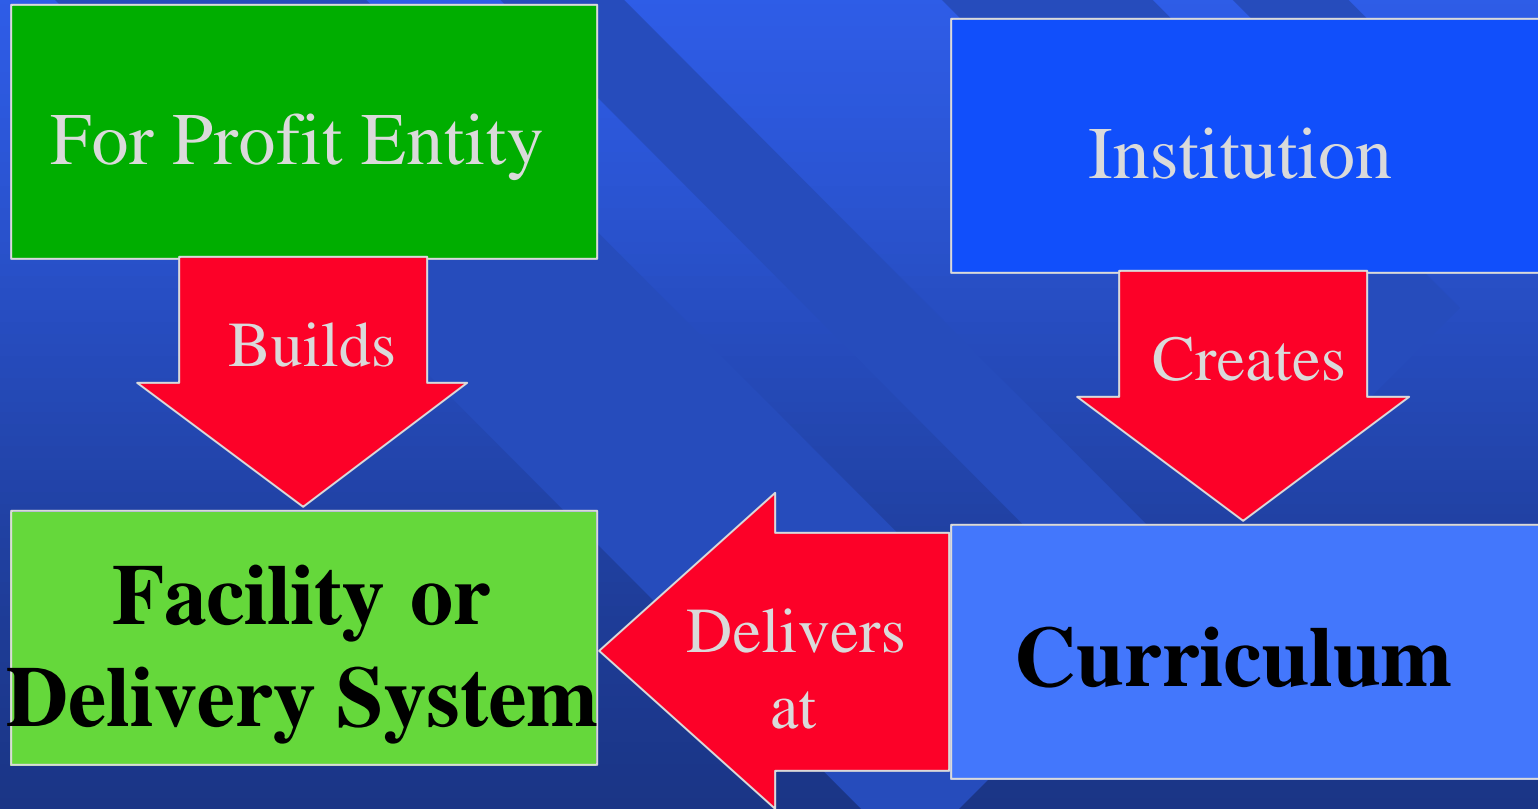 For Profit Entity
Institution
Builds
Creates
Facility or
Delivery System
Delivers
at
Curriculum